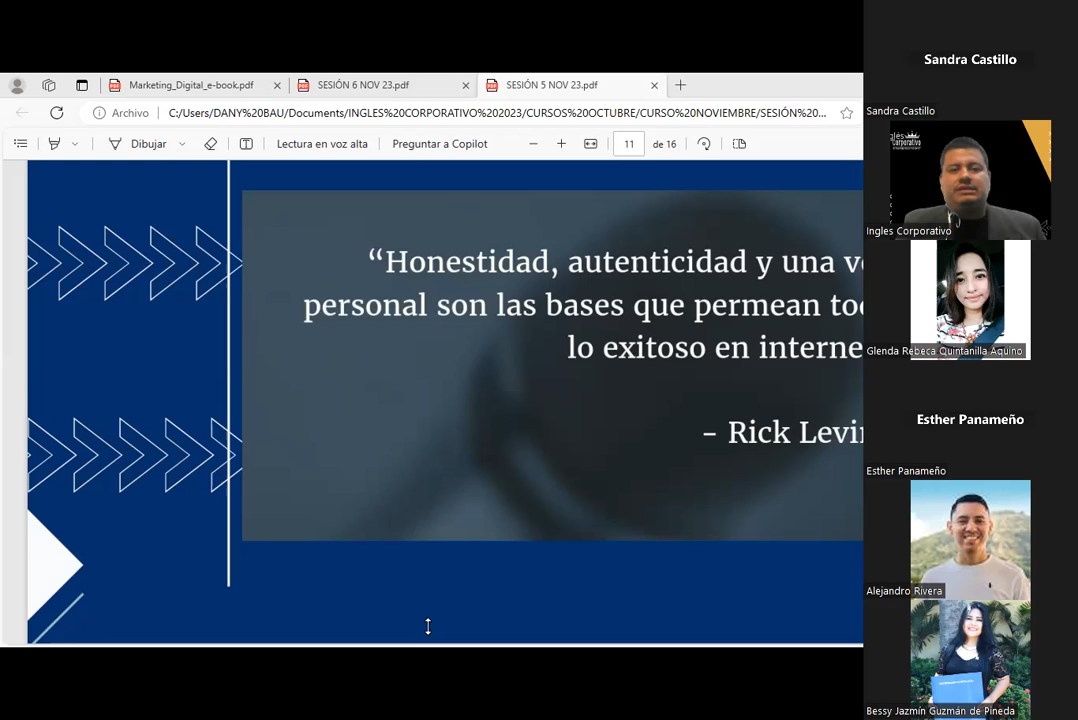 Marketing_Digital_e-book.pdf
SESIÓN 6 NOV 23.pdf
SESIÓN 5 NOV 23.pdf
Archivo
C:/Users/DANY%20BAU/Documents/INGLES%20CORPORATIVO%202023/CURSOS%20OCTUBRE/CURSO%20NOVIEMBRE/SESIÓN%20...
Dibujar
Lectura en voz alta
Preguntar a Copilot
11
de 16
“Honestidad, autenticidad y una v
personal son las bases que permean to
lo exitoso en interne
- Rick Levi
Sandra Castillo
Sandra Castillo
Corporativo
Ingles Corporativo
Glenda Rebeca Quintanilla Aquino
Esther Panameño
Esther Panameño
Alejandro Rivera
Bessy Jazmín Guzmán de Pineda